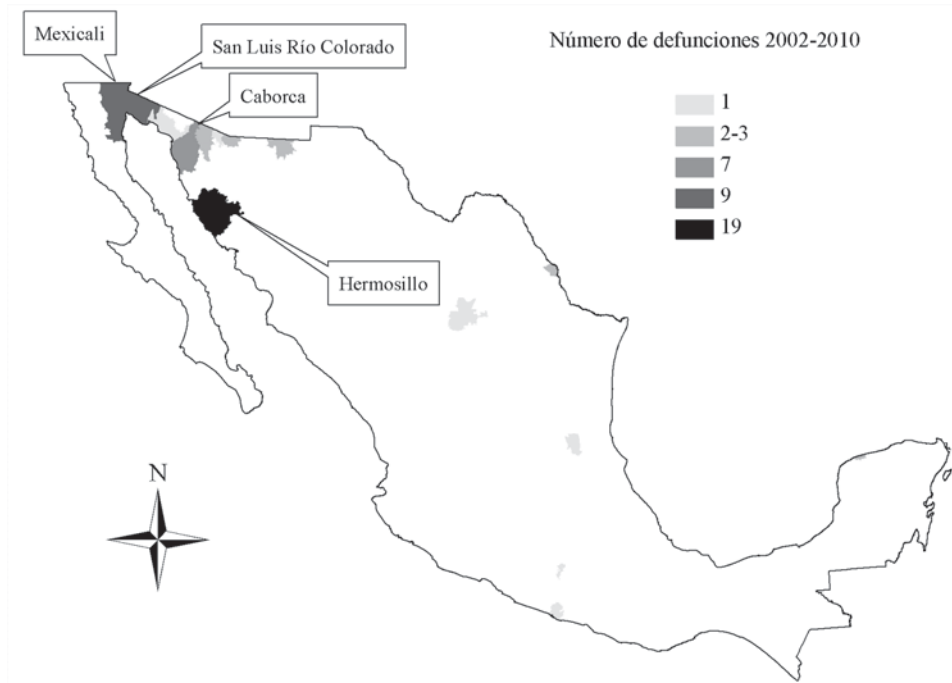 Mexicali
San Luis Río Colorado
Caborca
Hermosillo
Número de defunciones 2002-2010
1
2-3
7
9
19
N